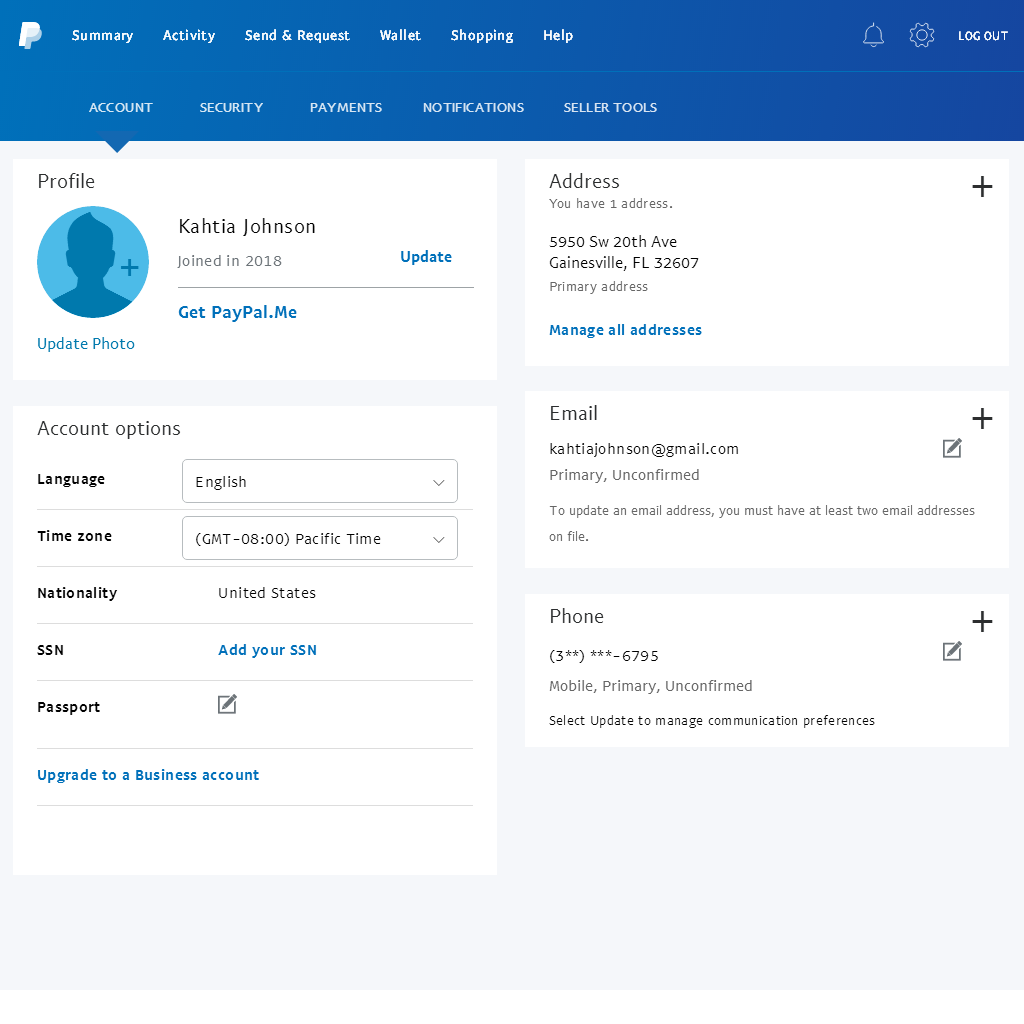 Summary Activity Send & Request Wallet Shopping Help LOG OUT
ACCOUNT SECURITY PAYMENTS NOTIFICATIONS SELLER TOOLS
Profile
Kahtia Johnson
Joined in 2018
Update
Get PayPal.Me
Update Photo
Account options
Language English
Time zone (GMT-08:00) Pacific Time
Nationality United States
SSN Add your SSN
Passport
Upgrade to a Business account
Address
You have 1 address.
5950 Sw 20th Ave
Gainesville, FL 32607
Primary address
Manage all addresses
Email
kahtiajohnson@gmail.com
Primary, Unconfirmed
To update an email address, you must have at least two email addresses
on file.
Phone
(3**) ***-6795
Mobile, Primary, Unconfirmed
Select Update to manage communication preferences